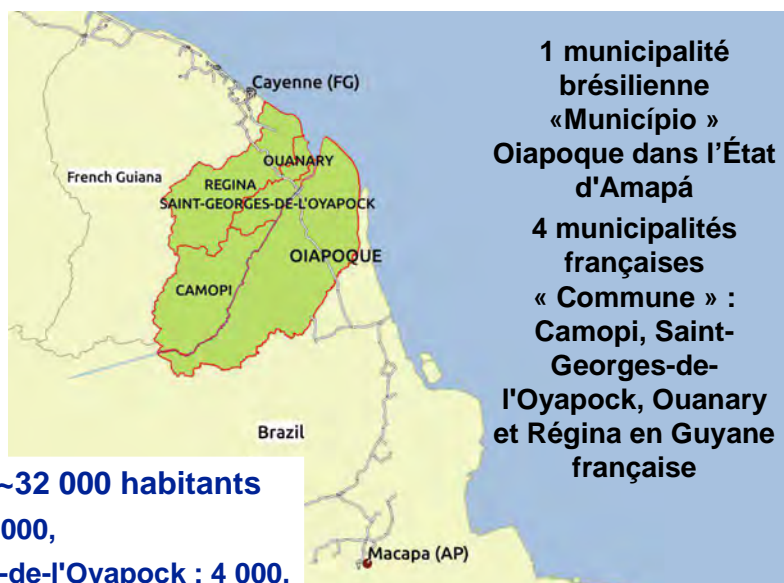 Cayenne (FG)
French Guiana
OUANARY
REGINA
SAINT-GEORGES-DE-L'OYAPOCK
OIAPOQUE
CAMOPI
Brazil
Macapa (AP)
1 municipalité
brésilienne
«Município »
Oiapoque dans l’État
d'Amapá
4 municipalités
françaises
« Commune » :
Camopi, Saint-
Georges-de-
l'Oyapock, Ouanary
et Régina en Guyane
française
~32 000 habitants
000,
-de-l'Oyapock : 4 000,